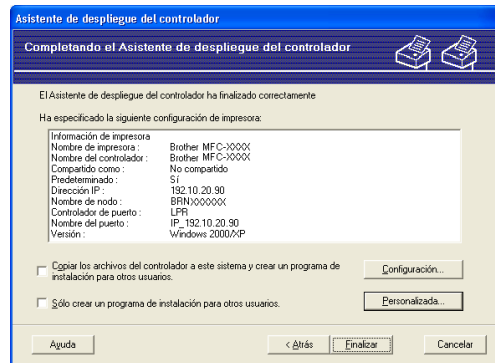 Asistente de despliegue del controlador
Completando el Asistente de despliegue del controlador
El Asistente de despliegue del controlador ha finalizado correctamente
Ha especificado la siguiente configuración de impresora:
Información de impresora
Nombre de impresora : Brother MFC-XXXX
Nombre del controlador : Brother MFC-XXXX
Compartido como : No compartido
Predeterminado : Sí
Dirección IP : 192.10.20.90
Nombre de nodo : BRN)XXXXXX
Controlador de puerto : LPR
Nombre del puerto : IP_192.10.20.90
Versión : Windows 2000/XP
Copiar los archivos del controlador a este sistema y crear un programa de
instalación para otros usuarios.
Configuración...
Sólo crear un programa de instalación para otros usuarios.
Personalizada...
Ayuda
< Atrás
Finalizar
Cancelar